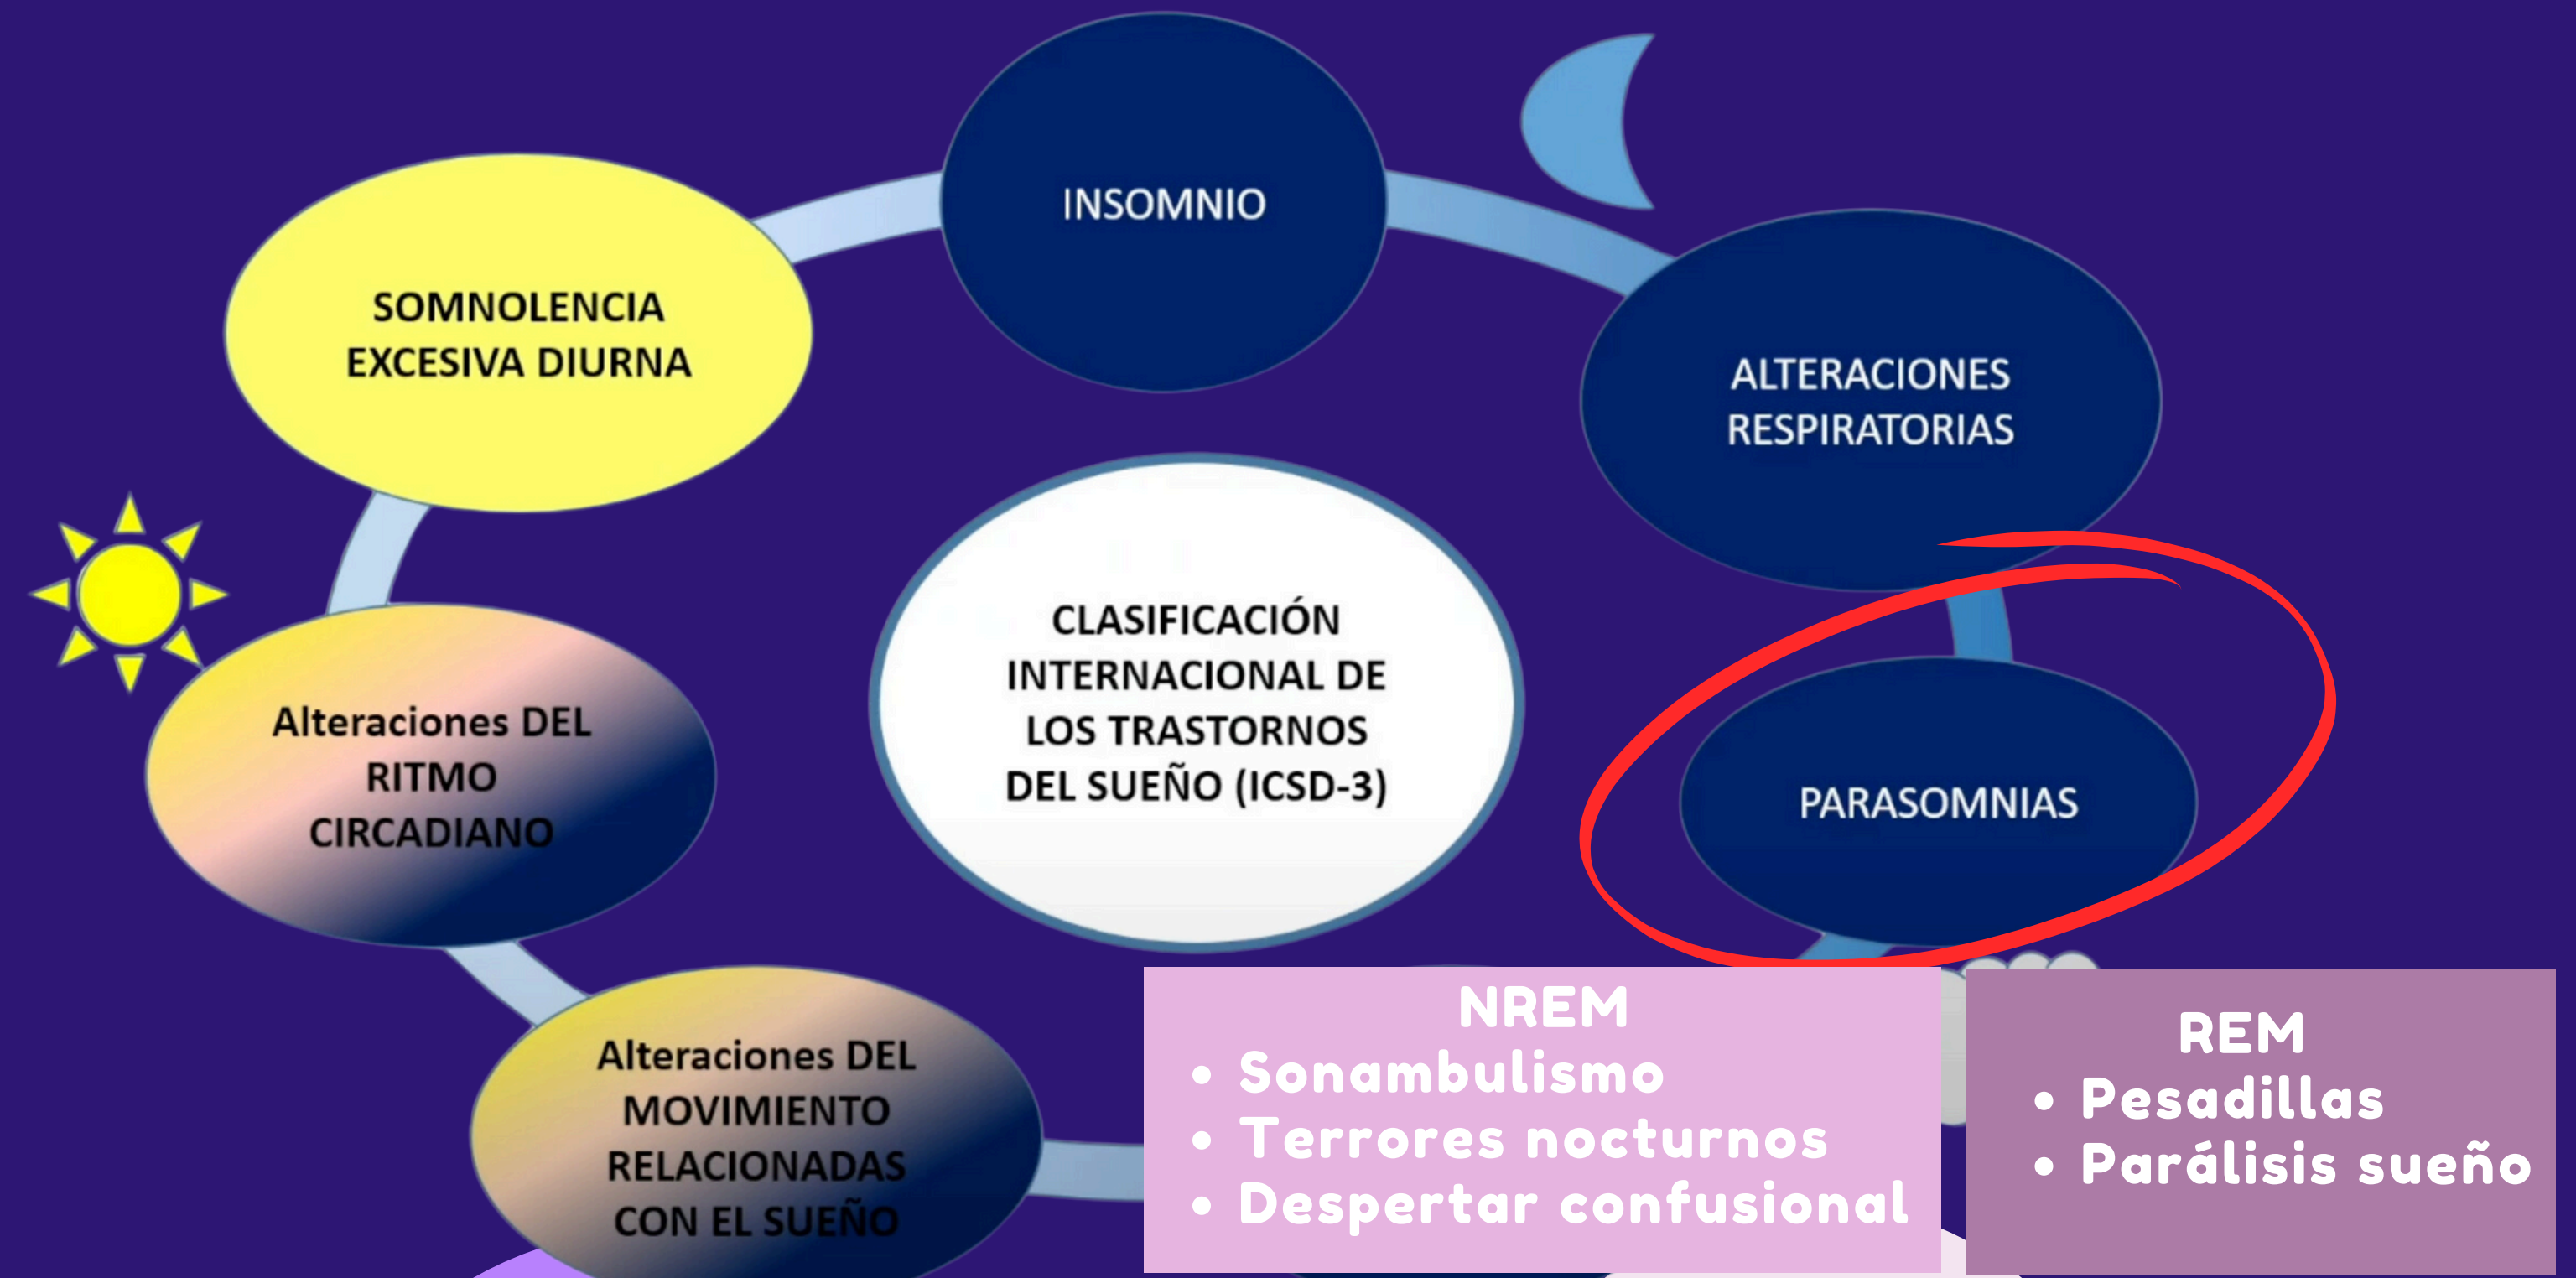 INSOMNIO
SOMNOLENCIA
EXCESIVA DIURNA
ALTERACIONES
RESPIRATORIAS
CLASIFICACIÓN
INTERNACIONAL DE
LOS TRASTORNOS
DEL SUEÑO (ICSD-3)
Alteraciones DEL
RITMO
CIRCADIANO
PARASOMNIAS
Alteraciones DEL
MOVIMIENTO
RELACIONADAS
CON EL SUEÑO
NREM
• Sonambulismo
• Terrores nocturnos
• Despertar confusional
REM
• Pesadillas
• Parálisis sueño